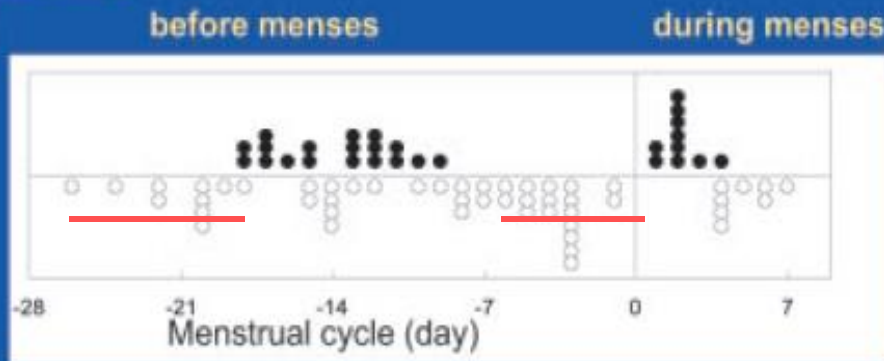 before menses during menses
-28 -21 -14 -7 0 7
Menstrual cycle (day)